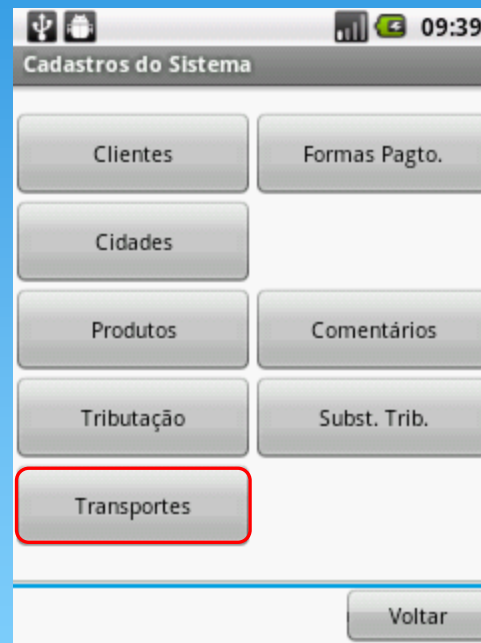 09:39
Cadastros do Sistema
Clientes
Formas Pagto.
Cidades
Produtos
Comentários
Tributação
Subst. Trib.
Transportes
Voltar